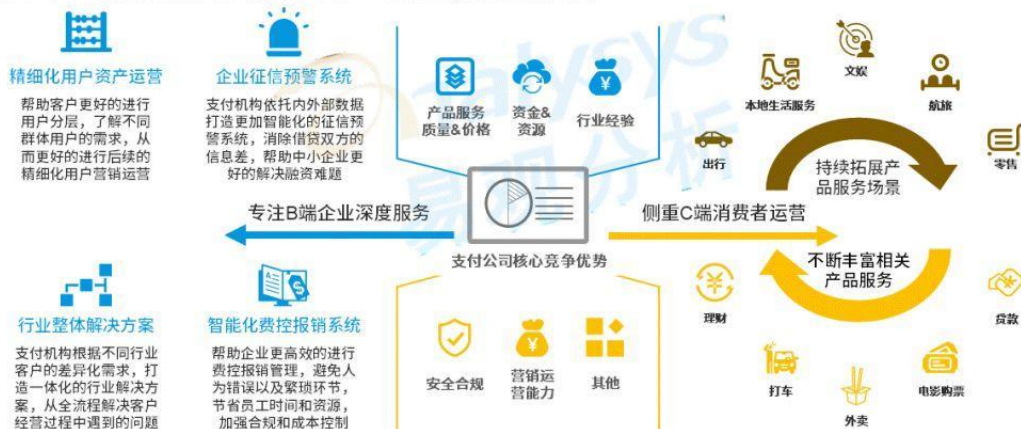 精细化用户资产运营
帮助客户更好的进行
用户分层，了解不同
群体用户的需求，从
而更好的进行后续的
精细化用户营销运营
企业征信预警系统
支付机构依托内外部数据
打造更加智能化的征信预
警系统，消除借贷双方的
信息差，帮助中小企业更
好的解决融资难题
产品服务
质量&价格
资金&
资源
行业经验
本地生活服务
文娱
航旅
出行
零售
持续拓展产
品服务场景
专注B端企业深度服务
支付公司核心竞争优势
侧重C端消费者运营
不断丰富相关
产品服务
行业整体解决方案
支付机构根据不同行业
客户的差异化需求，打
造一体化的行业解决方
案，从全流程解决客户
经营过程中遇到的问题
智能化费控报销系统
帮助企业更高效的进行
费控报销管理，避免人
为错误以及繁琐环节，
节省员工时间和资源，
加强合规和成本控制
安全合规
营销运
营能力
其他
理财
贷款
打车
外卖
电影购票
nalysys
易观分析